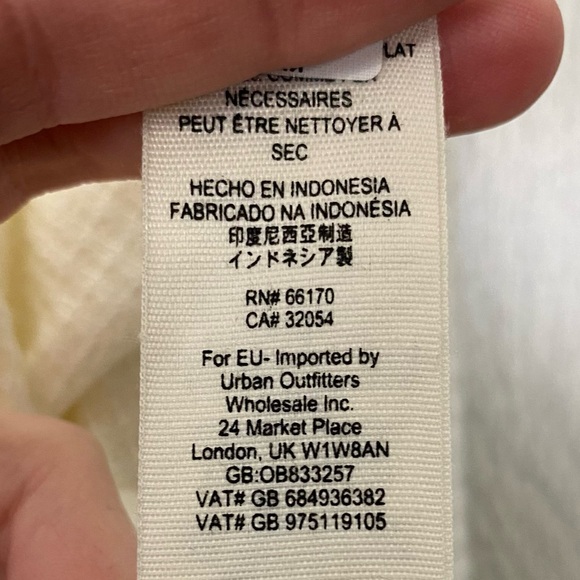 LAT
NÉCESSAIRES
PEUT ÊTRE NETTOYER À
SEC
HECHO EN INDONESIA
FABRICADO NA INDONÉSIA
印度尼西亞制造
インドネシア製
RN# 66170
CA# 32054
For EU- Imported by
Urban Outfitters
Wholesale Inc.
24 Market Place
London, UK W1W8AN
GB:OB833257
VAT# GB 684936382
VAT# GB 975119105